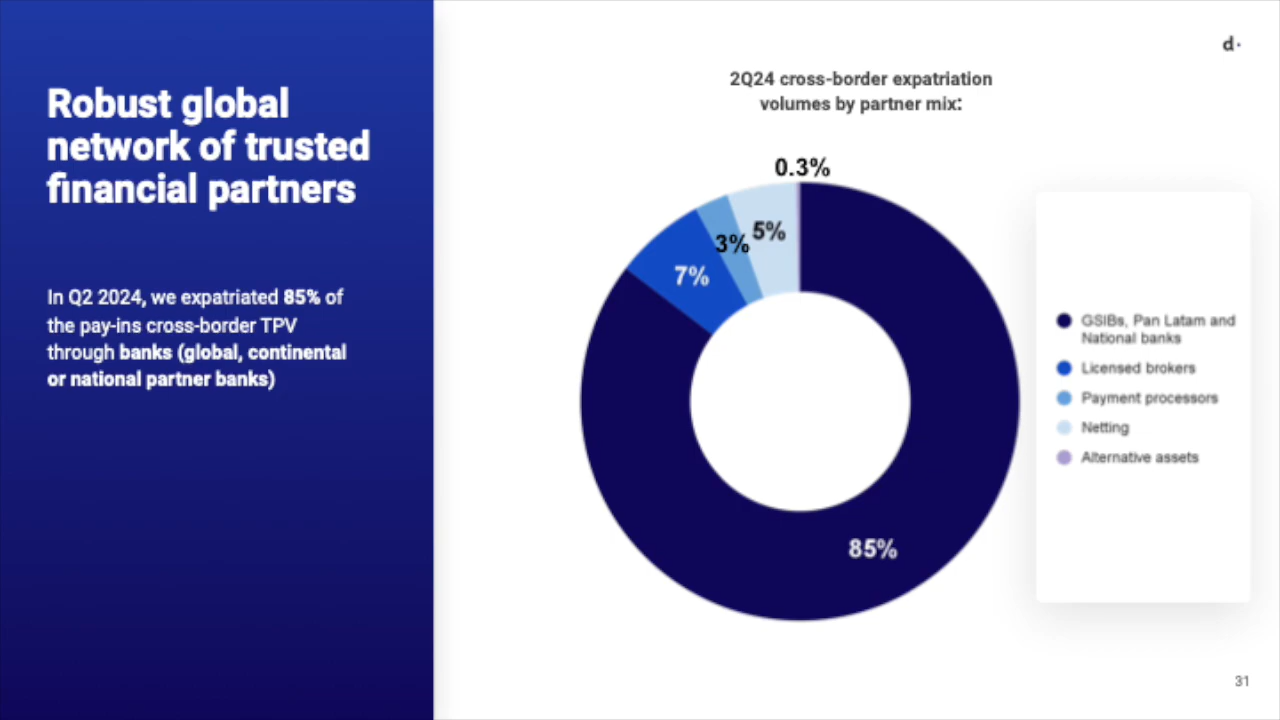 d·
Robust global
network of trusted
financial partners
In Q2 2024, we expatriated 85% of
the pay-ins cross-border TPV
through banks (global, continental
or national partner banks)
2Q24 cross-border expatriation
volumes by partner mix:
0.3%
5%
3%
7%
85%
GSIBs, Pan Latam and
National banks
Licensed brokers
Payment processors
Netting
Alternative assets
31